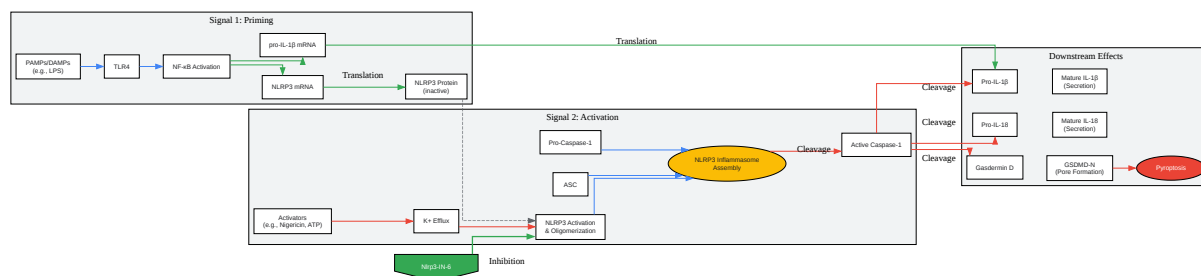 Signal 1: Priming
PAMPs/DAMPs
(e.g., LPS)
TLR4
NF-κB Activation
pro-IL-1β mRNA
NLRP3 mRNA
Translation
NLRP3 Protein
(inactive)
Translation
Signal 2: Activation
Pro-Caspase-1
ASC
NLRP3 Inflammasome
Assembly
Activators
(e.g., Nigericin, ATP)
K+ Efflux
NLRP3 Activation
& Oligomerization
Nlrp3-IN-6
Inhibition
Cleavage
Active Caspase-1
Cleavage
Cleavage
Cleavage
Downstream Effects
Pro-IL-1β
Mature IL-1β
(Secretion)
Pro-IL-18
Mature IL-18
(Secretion)
Gasdermin D
GSDMD-N
(Pore Formation)
Pyroptosis